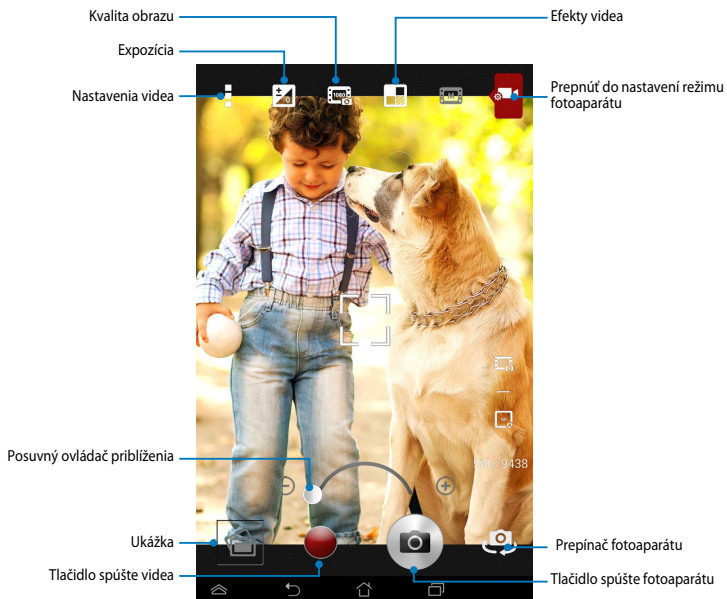 Kvalita obrazu
Efekty videa
Expozícia
Nastavenia videa
Prepnúť do nastavení režimu
fotoaparátu
1080
Posuvný ovládač priblíženia
9438
Ukážka
Prepínač fotoaparátu
Tlačidlo spúšte videa
Tlačidlo spúšte fotoaparátu